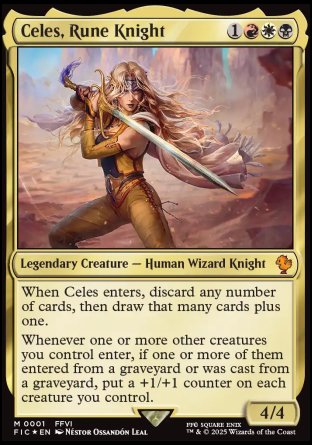 Celes, Rune Knight 1
Legendary Creature — Human Wizard Knight
When Celes enters, discard any number
of cards, then draw that many cards plus
one.
Whenever one or more other creatures
you control enter, if one or more of them
entered from a graveyard or was cast
from a graveyard, put a +1/+1 counter on each
creature you control.
4/4
M 0001 FFVI
FIC ★ EN Néstor Ossandón Leal
FF6 SQUARE ENIX
™ & © 2025 Wizards of the Coast